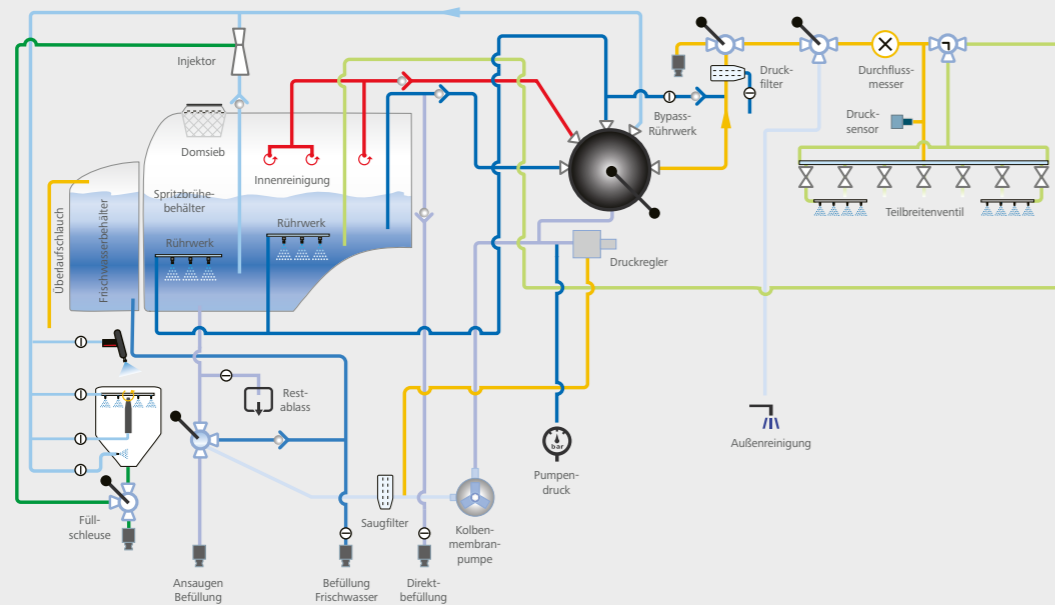 Injektor
Domsieb
Innenreinigung
Spritzbrühe-
behälter
Rührwerk
Rührwerk
Überlaufschlauch
Frischwasserbehälter
Druck-
filter
Bypass-
Rührwerk
Durchfluss-
messer
Druck-
sensor
Teilbreitenventil
Druckregler
Rest-
ablass
bar
Pumpen-
druck
Außenreinigung
Füll-
schleuse
Saugfilter
Kolben-
membran-
pumpe
Ansaugen
Befüllung
Befüllung
Frischwasser
Direkt-
befüllung